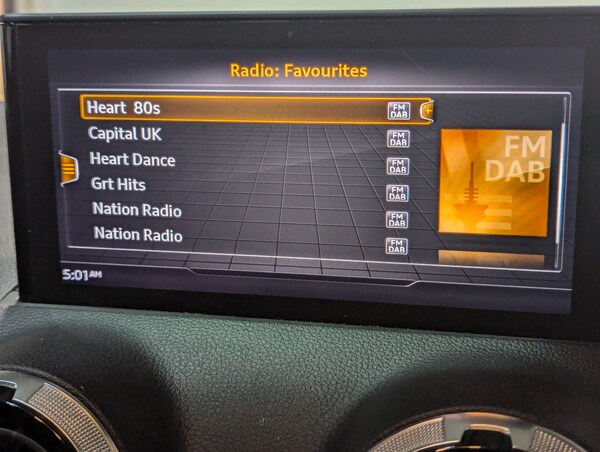 Radio: Favourites
Heart 80s FM DAB
Capital UK FM DAB
Heart Dance FM DAB
Grt Hits FM DAB
Nation Radio FM DAB
Nation Radio FM DAB
FM
DAB
5:01AM